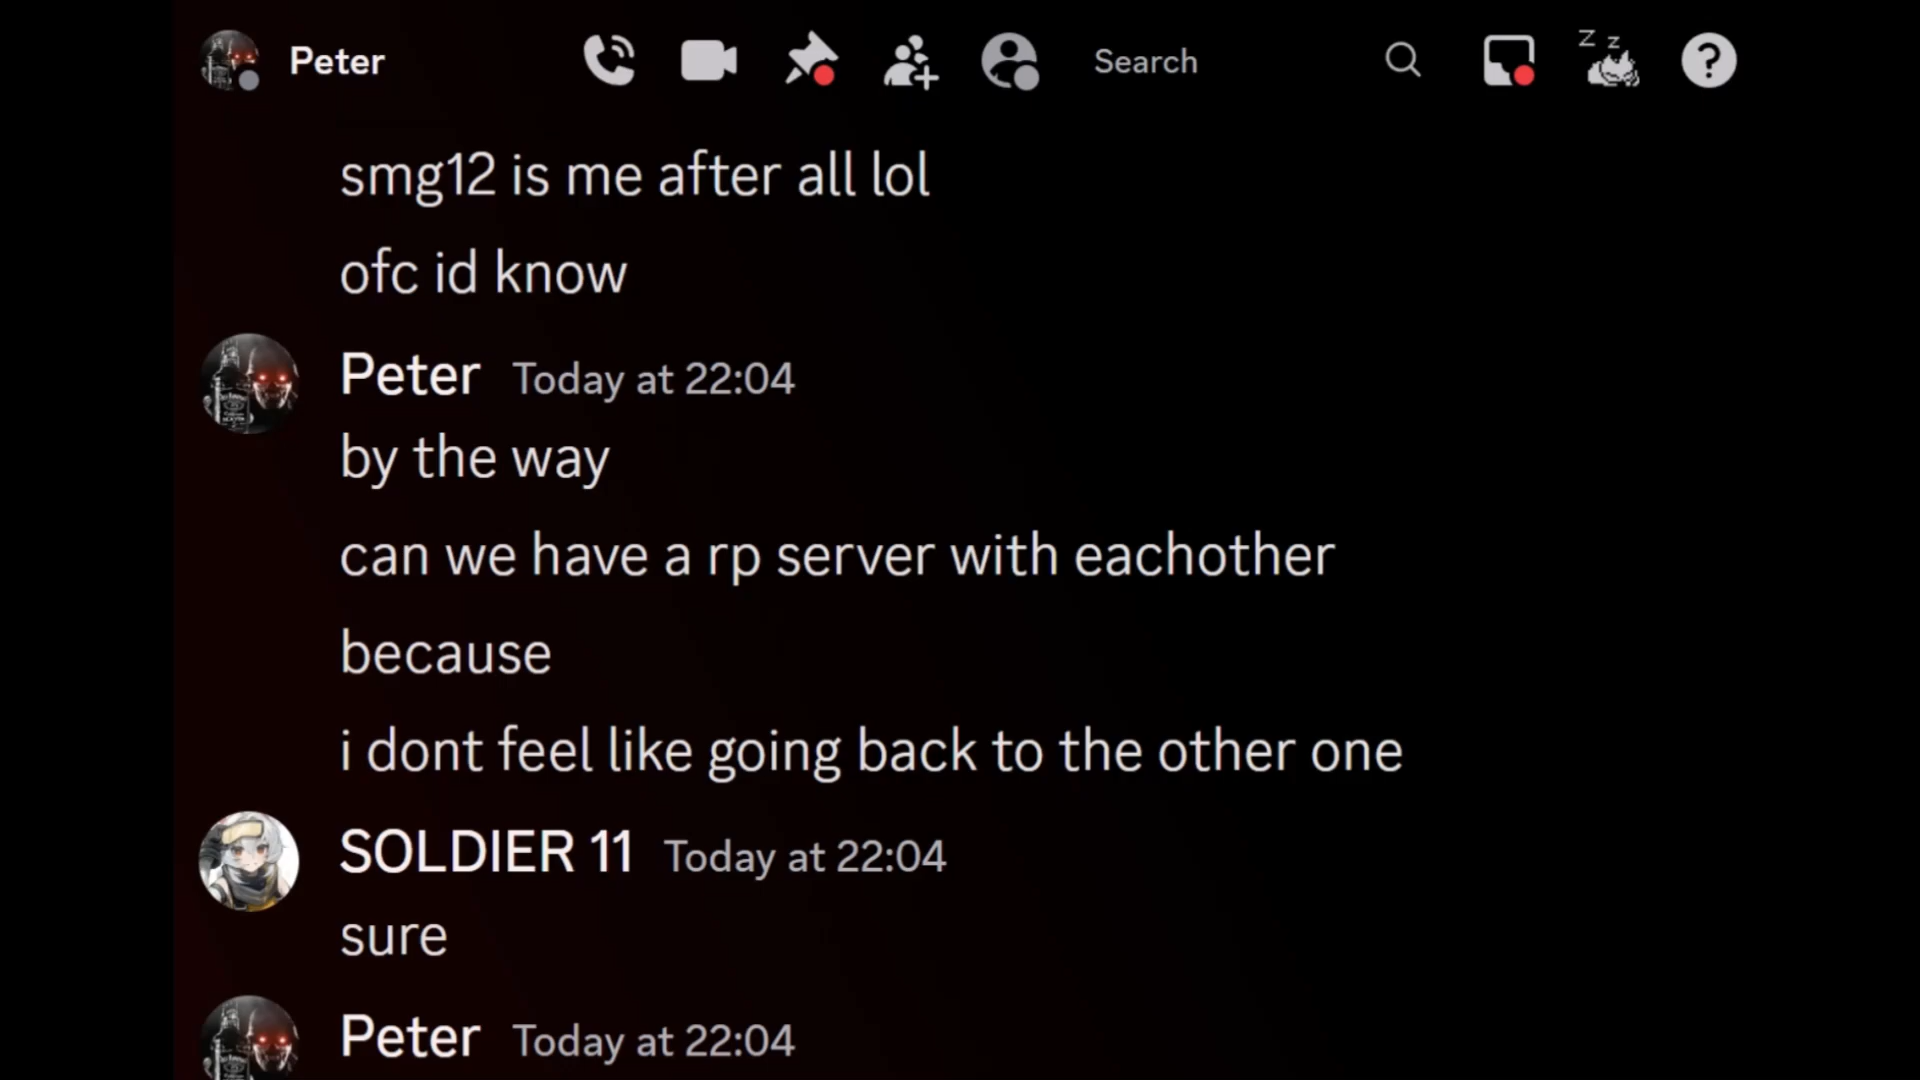 Peter
Search
z z
smg12 is me after all lol
ofc id know
Peter Today at 22:04
by the way
can we have a rp server with eachother
because
i dont feel like going back to the other one
SOLDIER 11 Today at 22:04
sure
Peter Today at 22:04